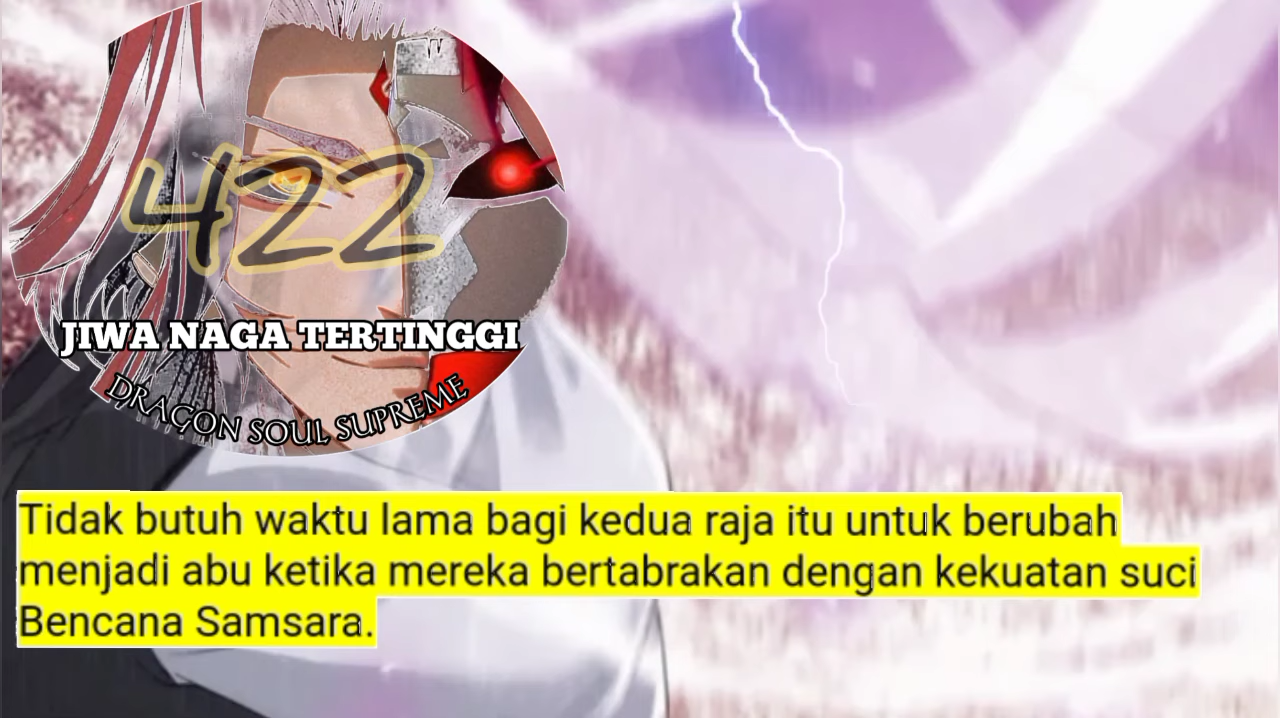 422
JIWA NAGA TERTINGGI
DRAGON SOUL SUPREME
Tidak butuh waktu lama bagi kedua raja itu untuk berubah
menjadi abu ketika mereka bertabrakan dengan kekuatan suci
Bencana Samsara.